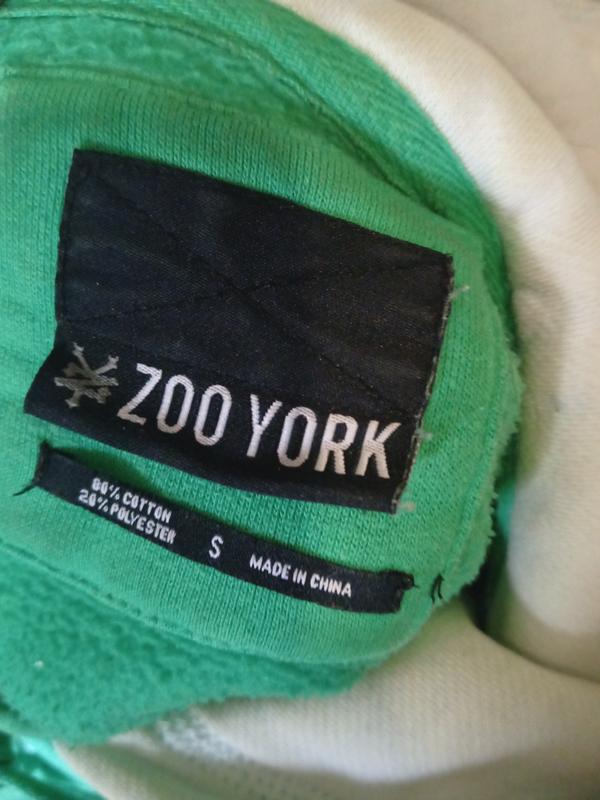 ZOO YORK
80% COTTON
20% POLYESTER
S
MADE IN CHINA